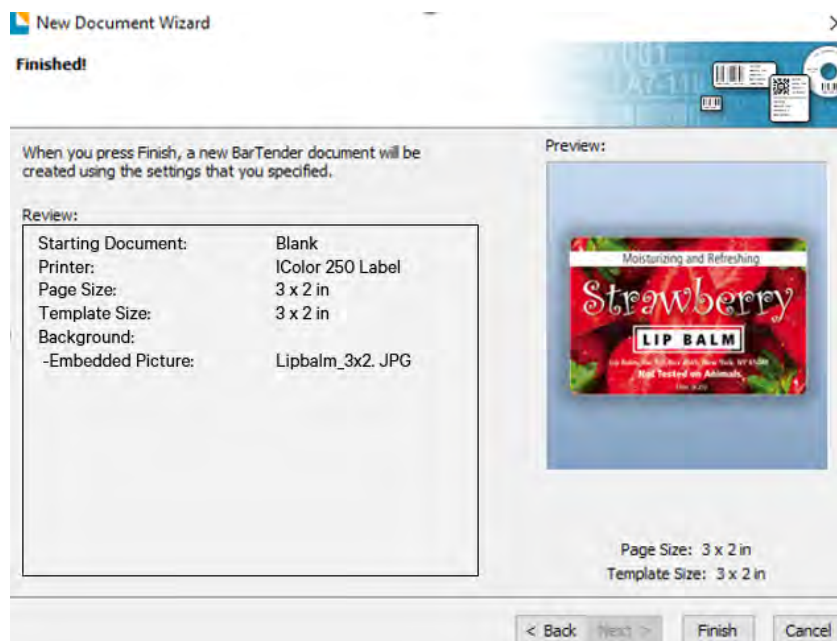 New Document Wizard
Finished!
When you press Finish, a new BarTender document will be
created using the settings that you specified.
Preview:
Review:
Starting Document: Blank
Printer: IColor 250 Label
Page Size: 3 x 2 in
Template Size: 3 x 2 in
Background:
-Embedded Picture: Lipbalm_3x2. JPG
Moisturizing and Refreshing
Strawberry
LIP BALM
Not Tested on Animals.
Page Size: 3 x 2 in
Template Size: 3 x 2 in
< Back Next > Finish Cancel